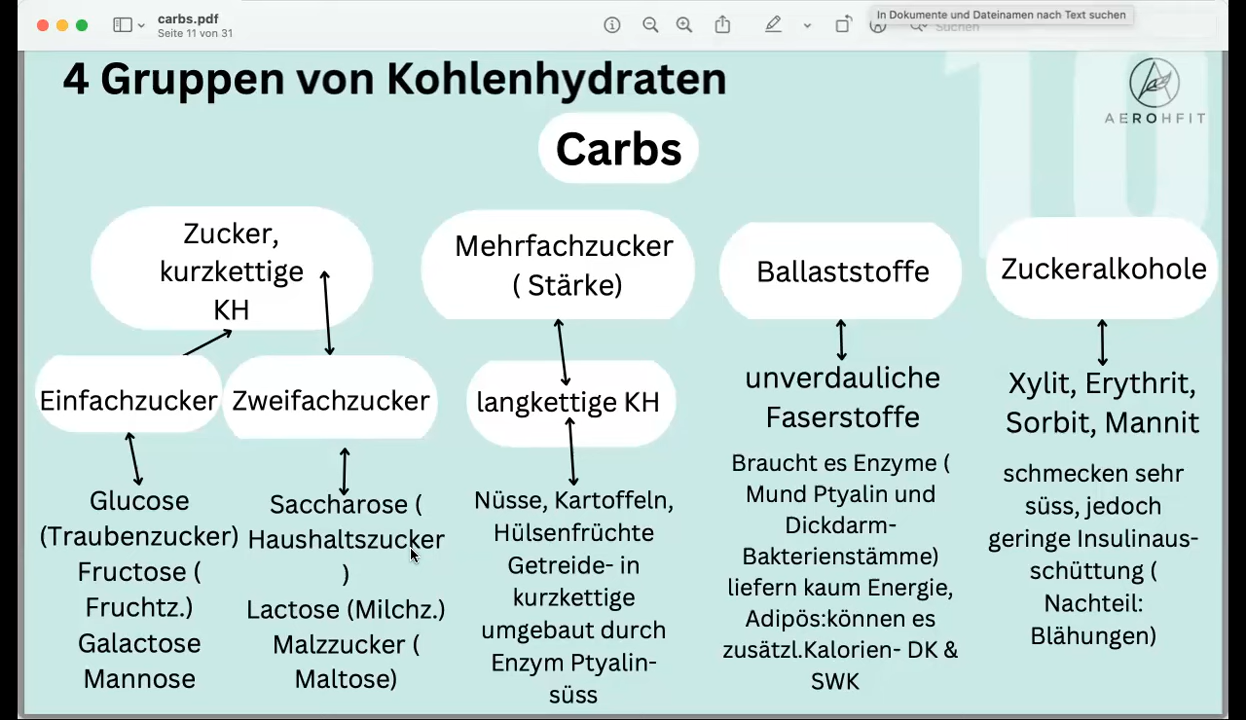 carbs.pdf
Seite 11 von 31
In Dokumente und Dateinamen nach Text suchen
Suchen
4 Gruppen von Kohlenhydraten
10
AEROHFIT
Carbs
Zucker,
kurzkettige
KH
Mehrfachzucker
( Stärke)
Ballaststoffe
Zuckeralkohole
Einfachzucker
Zweifachzucker
langkettige KH
Glucose
(Traubenzucker)
Fructose (
Fruchtz.)
Galactose
Mannose
Saccharose (
Haushaltszucker
)
Lactose (Milchz.)
Malzzucker (
Maltose)
Nüsse, Kartoffeln,
Hülsenfrüchte
Getreide- in
kurzkettige
umgebaut durch
Enzym Ptyalin-
süss
unverdauliche
Faserstoffe
Braucht es Enzyme (
Mund Ptyalin und
Dickdarm-
Bakterienstämme)
liefern kaum Energie,
Adipös:können es
zusätzl.Kalorien- DK &
SWK
Xylit, Erythrit,
Sorbit, Mannit
schmecken sehr
süss, jedoch
geringe Insulinaus-
schüttung (
Nachteil:
Blähungen)